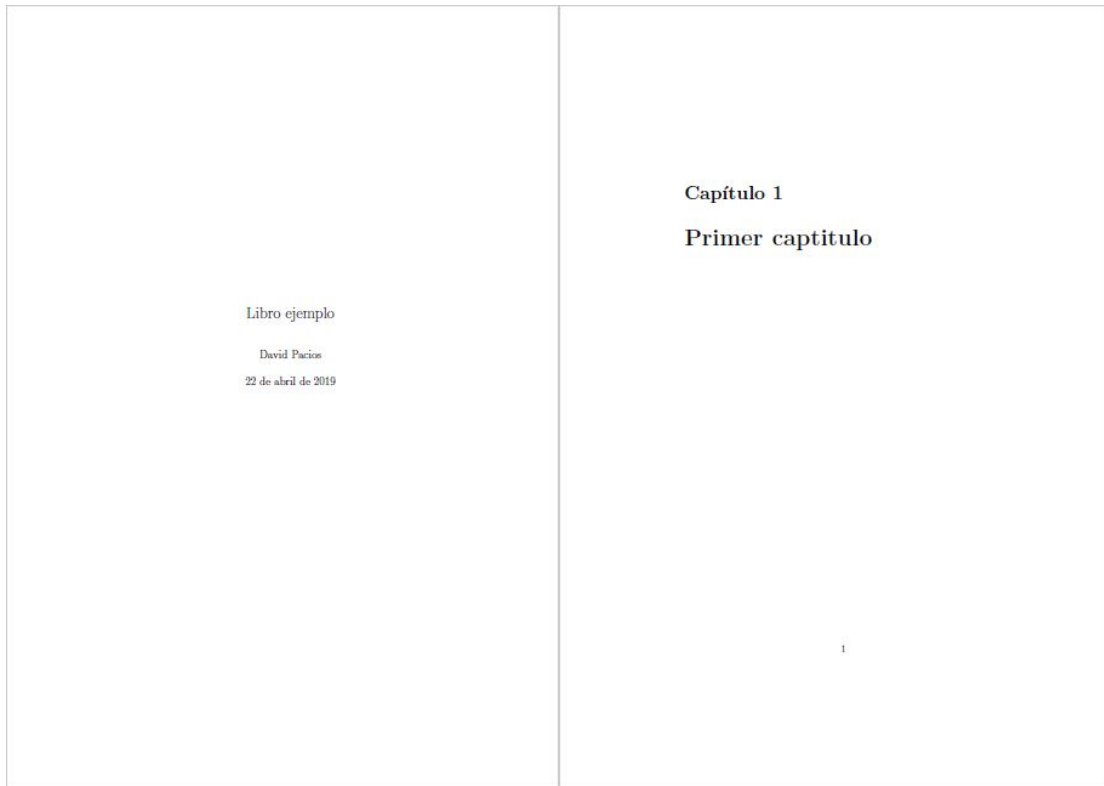 Libro ejemplo
David Pacios
22 de abril de 2019
Capítulo 1
Primer captitulo
1